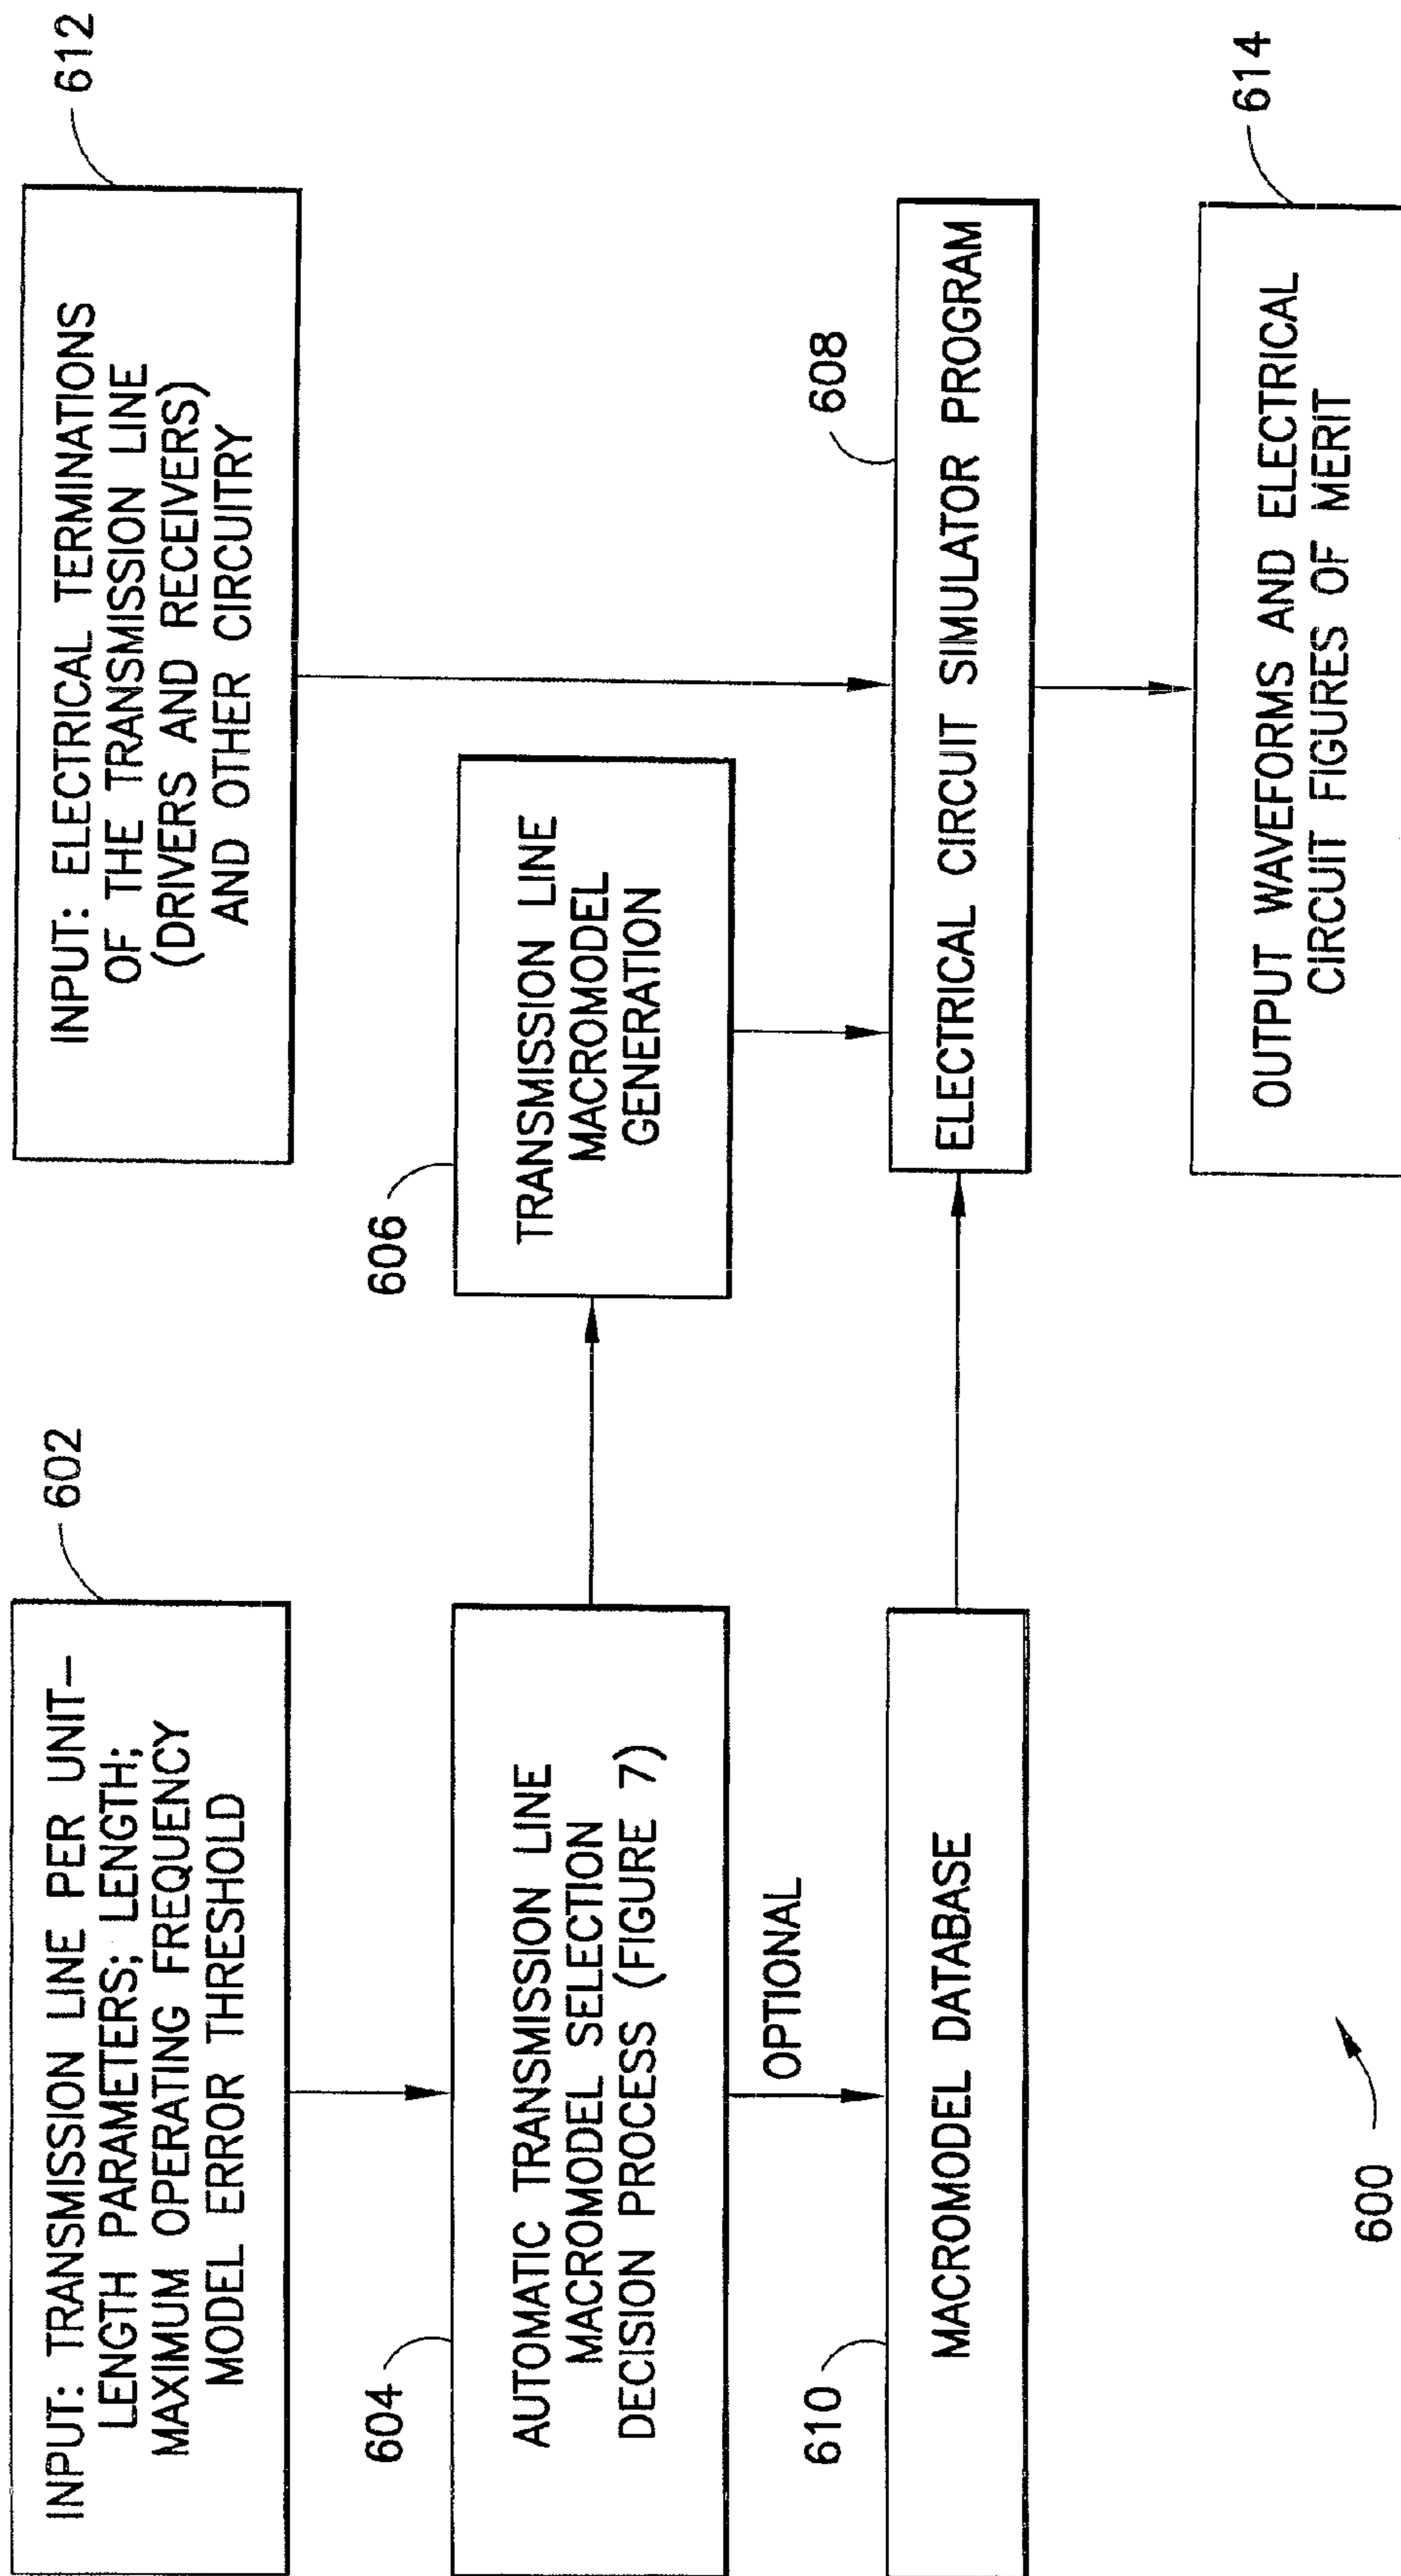 INPUT: TRANSMISSION LINE PER UNIT–
LENGTH PARAMETERS; LENGTH;
MAXIMUM OPERATING FREQUENCY
MODEL ERROR THRESHOLD
602
INPUT: ELECTRICAL TERMINATIONS
OF THE TRANSMISSION LINE
(DRIVERS AND RECEIVERS)
AND OTHER CIRCUITRY
612
604
AUTOMATIC TRANSMISSION LINE
MACROMODEL SELECTION
DECISION PROCESS (FIGURE 7)
606
TRANSMISSION LINE
MACROMODEL
GENERATION
OPTIONAL
610
MACROMODEL DATABASE
608
ELECTRICAL CIRCUIT SIMULATOR PROGRAM
614
OUTPUT WAVEFORMS AND ELECTRICAL
CIRCUIT FIGURES OF MERIT
600